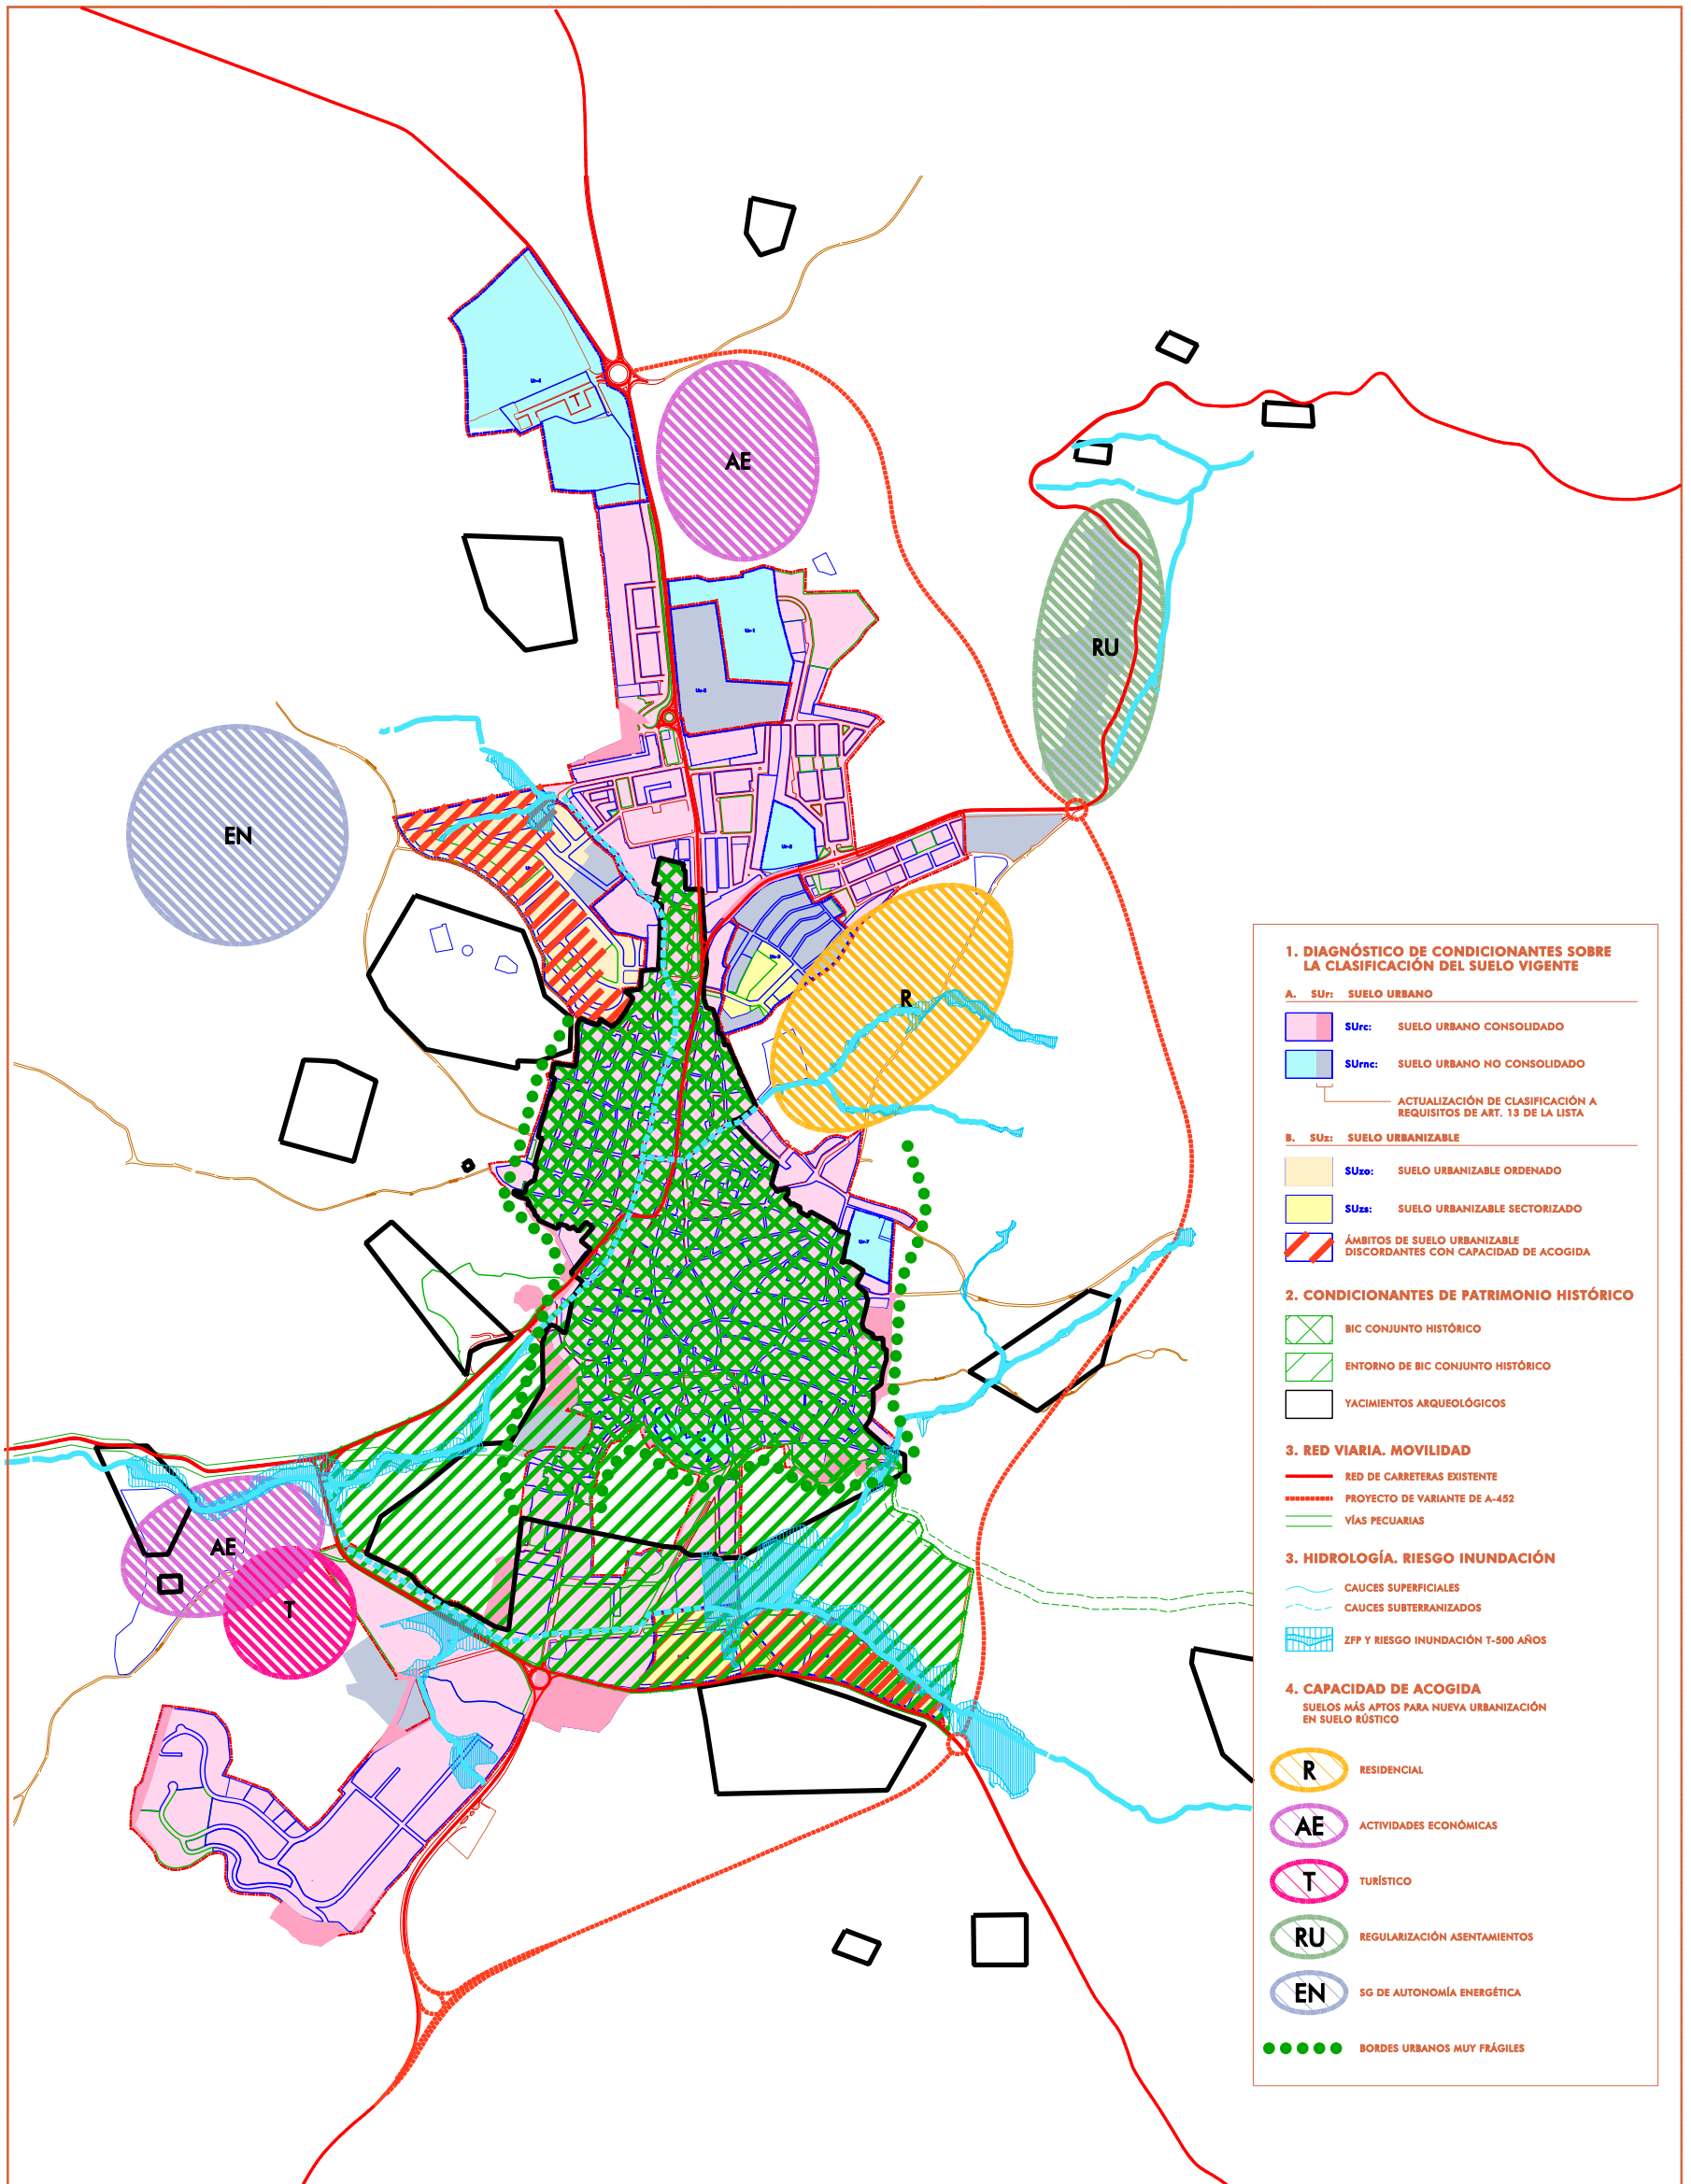 AE
RU
EN
R
AE
T
Ur-4
Ur-1
Ur-7
1. DIAGNÓSTICO DE CONDICIONANTES SOBRE
LA CLASIFICACIÓN DEL SUELO VIGENTE
A. SUr: SUELO URBANO
SUrc: SUELO URBANO CONSOLIDADO
SUrnc: SUELO URBANO NO CONSOLIDADO
ACTUALIZACIÓN DE CLASIFICACIÓN A
REQUISITOS DE ART. 13 DE LA LISTA
B. SUz: SUELO URBANIZABLE
SUzo: SUELO URBANIZABLE ORDENADO
SUzs: SUELO URBANIZABLE SECTORIZADO
ÁMBITOS DE SUELO URBANIZABLE
DISCORDANTES CON CAPACIDAD DE ACOGIDA
2. CONDICIONANTES DE PATRIMONIO HISTÓRICO
BIC CONJUNTO HISTÓRICO
ENTORNO DE BIC CONJUNTO HISTÓRICO
YACIMIENTOS ARQUEOLÓGICOS
3. RED VIARIA. MOVILIDAD
RED DE CARRETERAS EXISTENTE
PROYECTO DE VARIANTE DE A-452
VÍAS PECUARIAS
3. HIDROLOGÍA. RIESGO INUNDACIÓN
CAUCES SUPERFICIALES
CAUCES SUBTERRANIZADOS
ZFP Y RIESGO INUNDACIÓN T-500 AÑOS
4. CAPACIDAD DE ACOGIDA
SUELOS MÁS APTOS PARA NUEVA URBANIZACIÓN
EN SUELO RÚSTICO
R RESIDENCIAL
AE ACTIVIDADES ECONÓMICAS
T TURÍSTICO
RU REGULARIZACIÓN ASENTAMIENTOS
EN SG DE AUTONOMÍA ENERGÉTICA
BORDES URBANOS MUY FRÁGILES